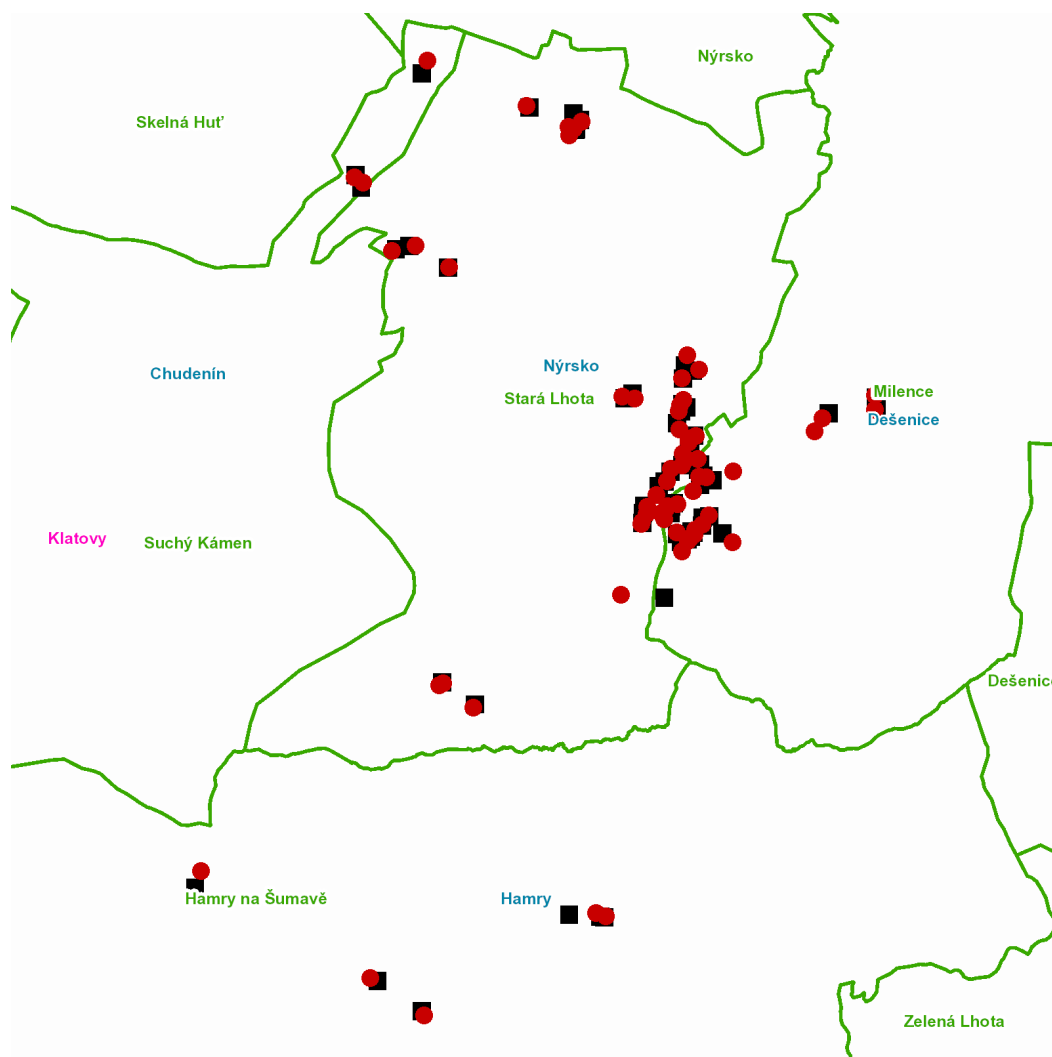 Nýrsko
Skelná Huť
Nýrsko
Chudenín
Milence
Stará Lhota
Dešenice
Klatovy
Suchý Kámen
Dešenice
Hamry na Šumavě
Hamry
Zelená Lhota